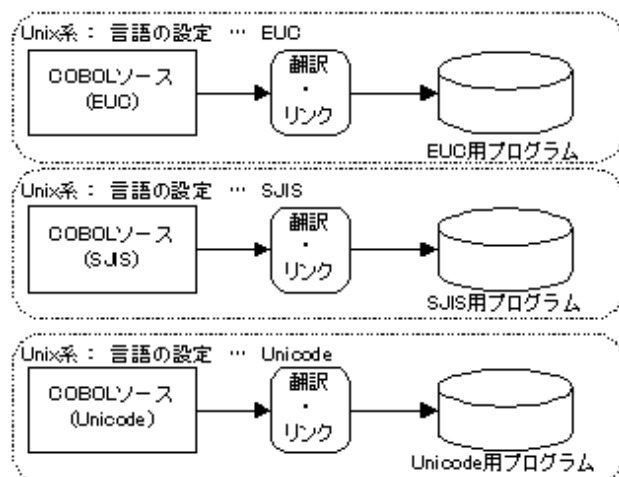 Unix系： 言語の設定 … EUC
COBOLソース
(EUC)
翻訳
・
リンク
EUC用プログラム
Unix系： 言語の設定 … SJIS
COBOLソース
(SJIS)
翻訳
・
リンク
SJIS用プログラム
Unix系： 言語の設定 … Unicode
COBOLソース
(Unicode)
翻訳
・
リンク
Unicode用プログラム